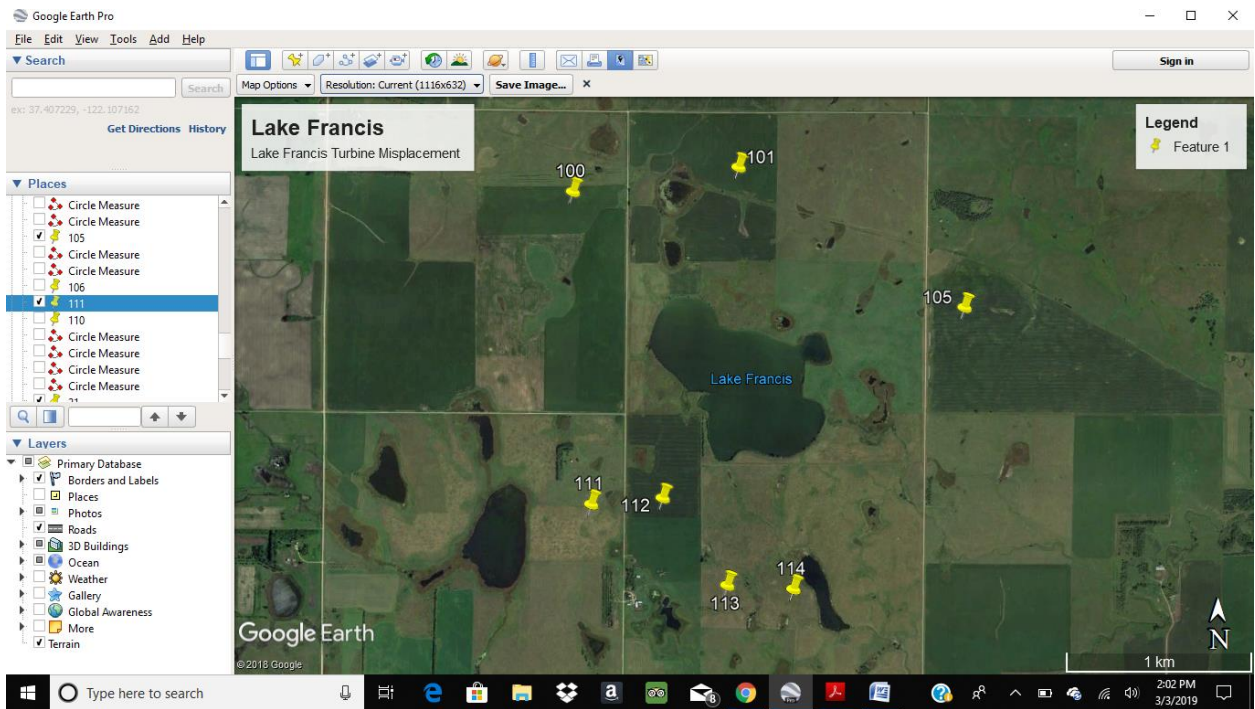 Google Earth Pro
File Edit View Tools Add Help
Search
Search
ex: 37.407229, -122.107162
Get Directions History
Places
Circle Measure
Circle Measure
105
Circle Measure
Circle Measure
106
111
110
Circle Measure
Circle Measure
Circle Measure
Circle Measure
Layers
Primary Database
Borders and Labels
Places
Photos
Roads
3D Buildings
Ocean
Weather
Gallery
Global Awareness
More
Terrain
Sign in
Map Options
Resolution: Current (1116x632)
Save Image...
Lake Francis
Lake Francis Turbine Misplacement
Legend
Feature 1
100
101
105
Lake Francis
111
112
113
114
N
1 km
Google Earth
© 2018 Google
Type here to search
8
2:02 PM
3/3/2019